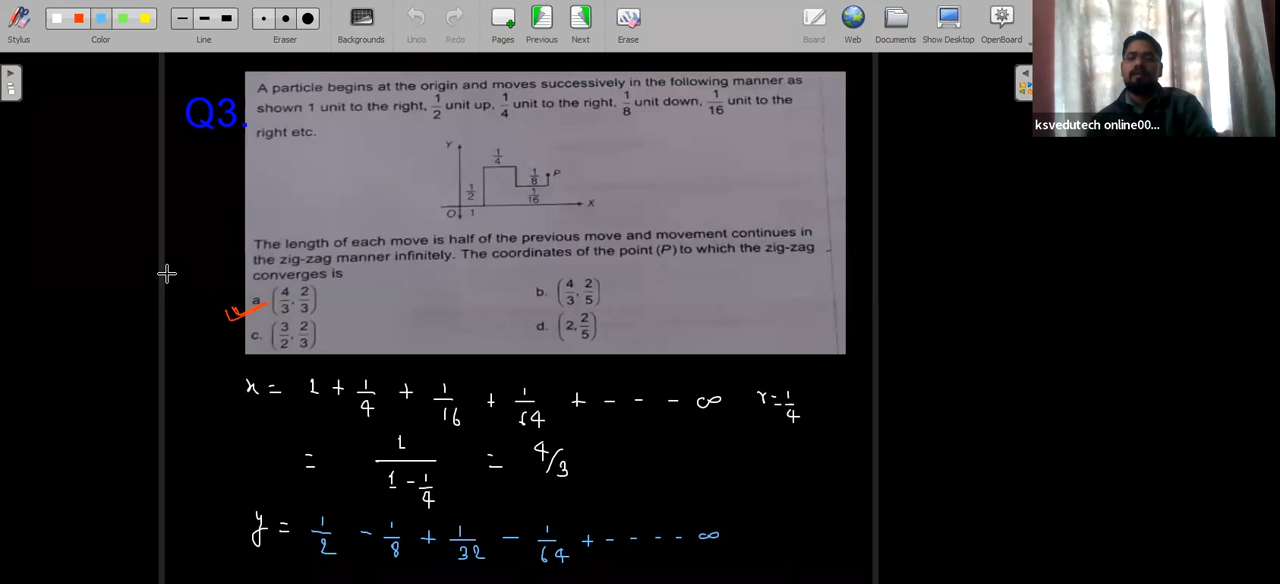 Stylus
Color
Line
Eraser
Backgrounds
Undo
Redo
Pages
Previous
Next
Erase
Board
Web
Documents
Show Desktop
OpenBoard
ksvedutech online00...
Q3.
A particle begins at the origin and moves successively in the following manner as
shown 1 unit to the right, 1/2 unit up, 1/4 unit to the right, 1/8 unit down, 1/16 unit to the
right etc.
Y
1/4
1/2
1/8
P
1/16
O
1
X
The length of each move is half of the previous move and movement continues in
the zig-zag manner infinitely. The coordinates of the point (P) to which the zig-zag
converges is
a. (4/3, 2/3)
b. (4/3, 2/5)
c. (3/2, 2/3)
d. (2, 2/5)
x = 1 + 1/4 + 1/16 + 1/64 + - - - - ∞ r = 1/4
= 1/(1 - 1/4) = 4/3
y = 1/2 - 1/8 + 1/32 - 1/64 + - - - - ∞